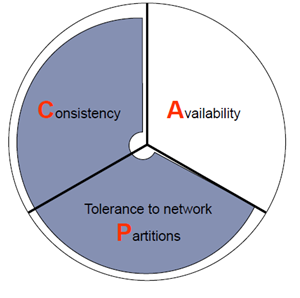 Consistency
Availability
Tolerance to network
Partitions